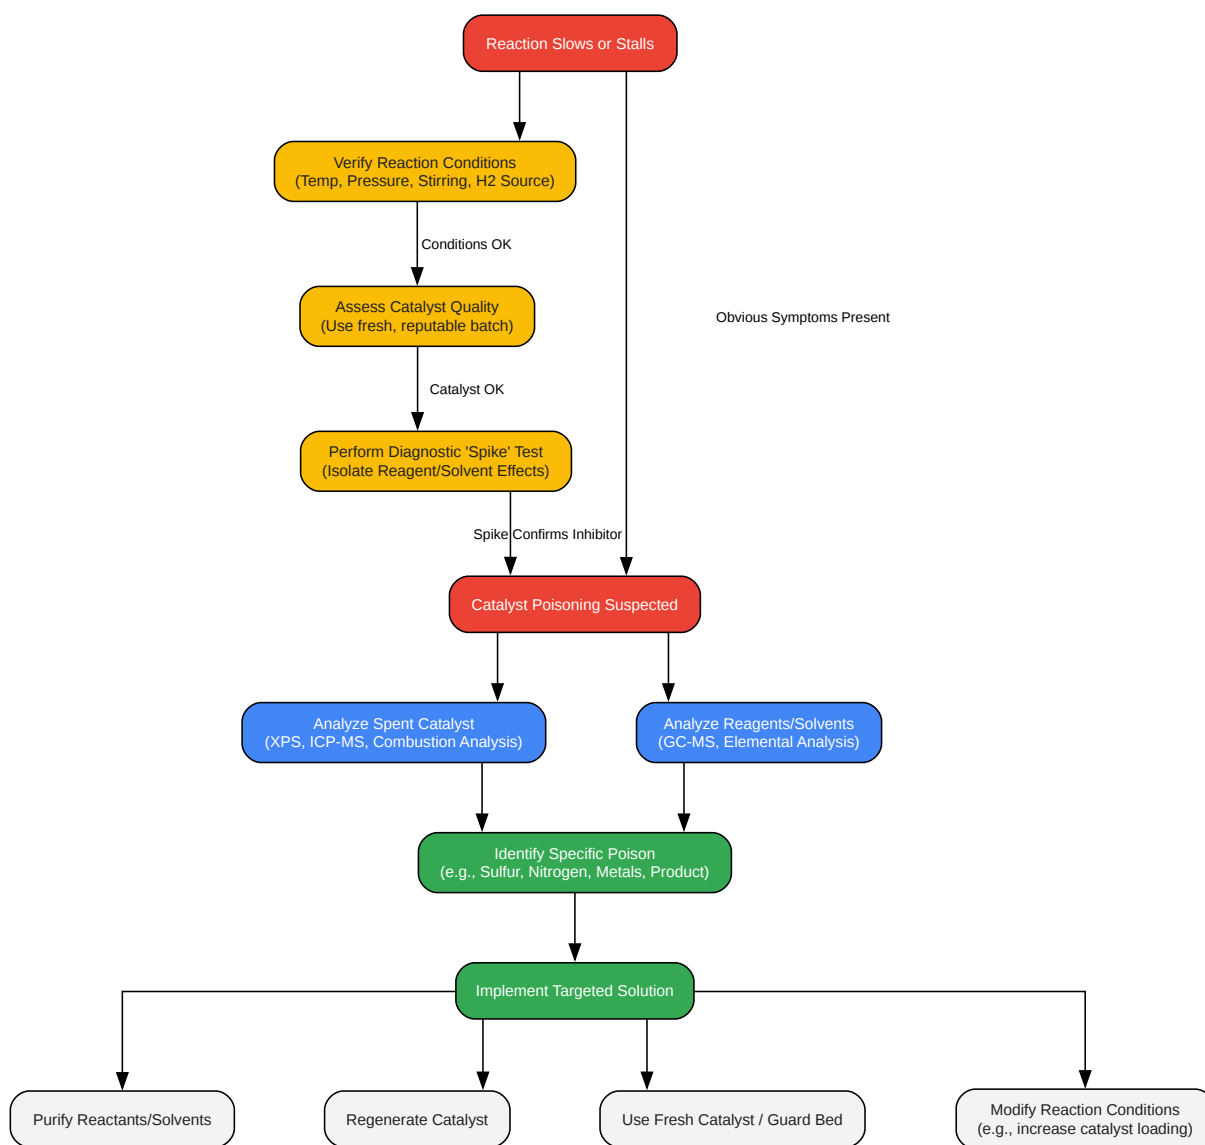 Reaction Slows or Stalls
Verify Reaction Conditions
(Temp, Pressure, Stirring, H2 Source)
Conditions OK
Assess Catalyst Quality
(Use fresh, reputable batch)
Obvious Symptoms Present
Catalyst OK
Perform Diagnostic 'Spike' Test
(Isolate Reagent/Solvent Effects)
Spike Confirms Inhibitor
Catalyst Poisoning Suspected
Analyze Spent Catalyst
(XPS, ICP-MS, Combustion Analysis)
Analyze Reagents/Solvents
(GC-MS, Elemental Analysis)
Identify Specific Poison
(e.g., Sulfur, Nitrogen, Metals, Product)
Implement Targeted Solution
Purify Reactants/Solvents
Regenerate Catalyst
Use Fresh Catalyst / Guard Bed
Modify Reaction Conditions
(e.g., increase catalyst loading)